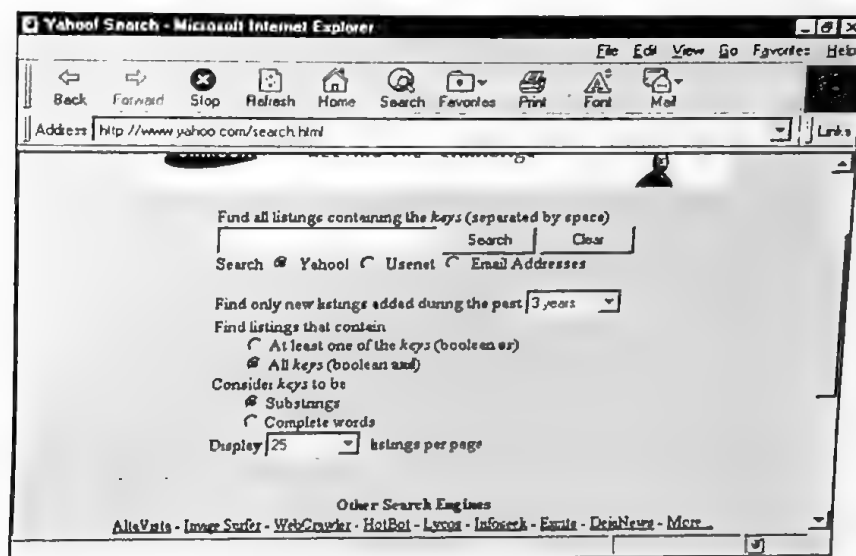 Yahoo! Search - Microsoft Internet Explorer
File Edit View Go Favorites Help
Back Forward Stop Refresh Home Search Favorites Print Font Mail
Address http://www.yahoo.com/search.html Links
Find all listings containing the keys (separated by space)
Search Clear
Search Yahoo! Usenet Email Addresses
Find only new listings added during the past 3 years
Find listings that contain
At least one of the keys (boolean or)
All keys (boolean and)
Consider keys to be
Substrings
Complete words
Display 25 listings per page
Other Search Engines
AltaVista - Image Surfer - WebCrawler - HotBot - Lycos - Infoseek - Excite - DejaNews - More...